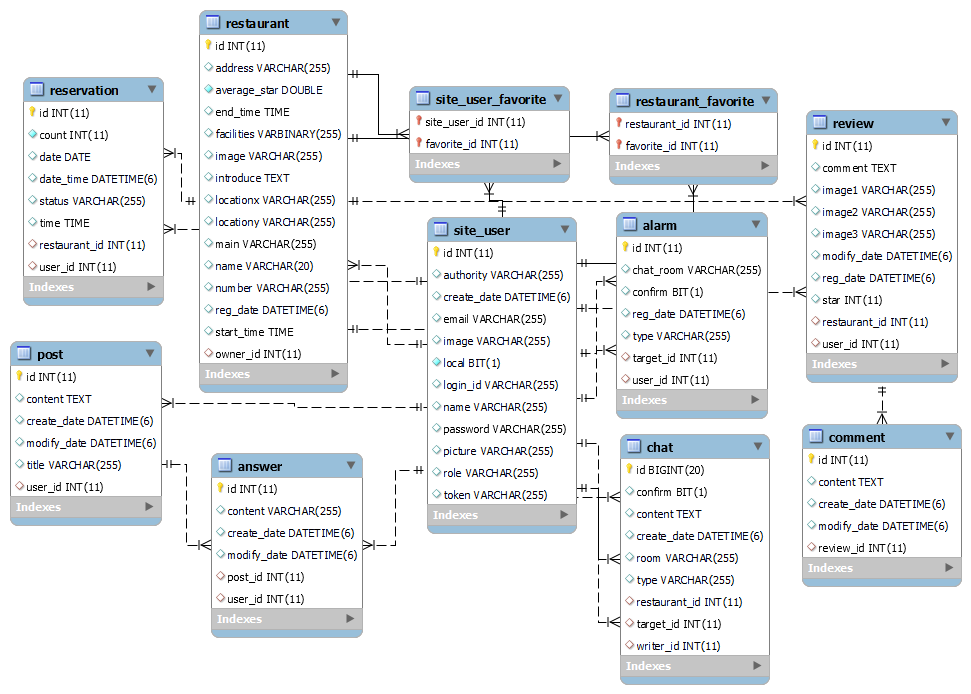 restaurant
id INT(11)
address VARCHAR(255)
average_star DOUBLE
end_time TIME
facilities VARBINARY(255)
image VARCHAR(255)
introduce TEXT
locationx VARCHAR(255)
locationy VARCHAR(255)
main VARCHAR(255)
name VARCHAR(20)
number VARCHAR(255)
reg_date DATETIME(6)
start_time TIME
owner_id INT(11)
Indexes
reservation
id INT(11)
count INT(11)
date DATE
date_time DATETIME(6)
status VARCHAR(255)
time TIME
restaurant_id INT(11)
user_id INT(11)
Indexes
site_user_favorite
site_user_id INT(11)
favorite_id INT(11)
Indexes
restaurant_favorite
restaurant_id INT(11)
favorite_id INT(11)
Indexes
review
id INT(11)
comment TEXT
image1 VARCHAR(255)
image2 VARCHAR(255)
image3 VARCHAR(255)
modify_date DATETIME(6)
reg_date DATETIME(6)
star INT(11)
restaurant_id INT(11)
user_id INT(11)
Indexes
site_user
id INT(11)
authority VARCHAR(255)
create_date DATETIME(6)
email VARCHAR(255)
image VARCHAR(255)
local BIT(1)
login_id VARCHAR(255)
name VARCHAR(255)
password VARCHAR(255)
picture VARCHAR(255)
role VARCHAR(255)
token VARCHAR(255)
Indexes
alarm
id INT(11)
chat_room VARCHAR(255)
confirm BIT(1)
reg_date DATETIME(6)
type VARCHAR(255)
target_id INT(11)
user_id INT(11)
Indexes
post
id INT(11)
content TEXT
create_date DATETIME(6)
modify_date DATETIME(6)
title VARCHAR(255)
user_id INT(11)
Indexes
answer
id INT(11)
content VARCHAR(255)
create_date DATETIME(6)
modify_date DATETIME(6)
post_id INT(11)
user_id INT(11)
Indexes
chat
id BIGINT(20)
confirm BIT(1)
content TEXT
create_date DATETIME(6)
room VARCHAR(255)
type VARCHAR(255)
restaurant_id INT(11)
target_id INT(11)
writer_id INT(11)
Indexes
comment
id INT(11)
content TEXT
create_date DATETIME(6)
modify_date DATETIME(6)
review_id INT(11)
Indexes